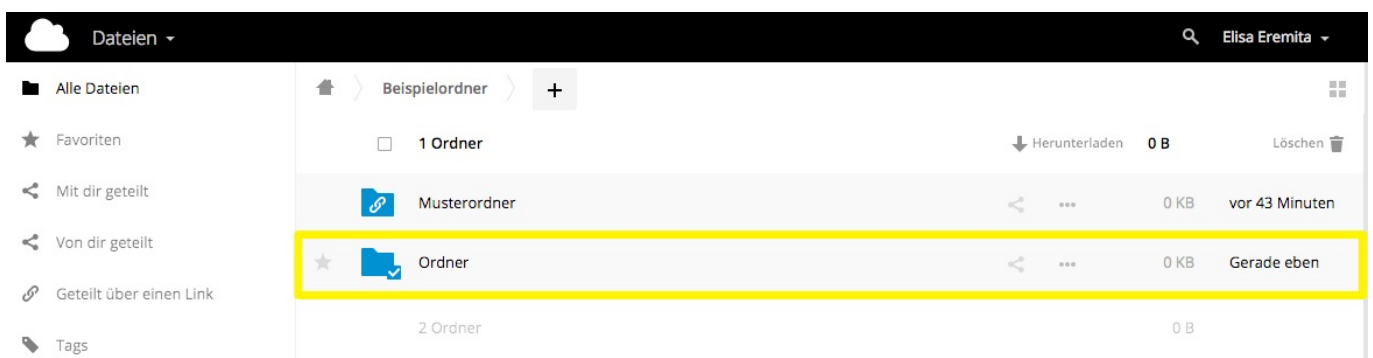 Dateien
Elisa Eremita
Alle Dateien
Beispielordner
+
Favoriten
1 Ordner
Herunterladen
0 B
Löschen
Mit dir geteilt
Musterordner
0 KB
vor 43 Minuten
Von dir geteilt
Ordner
0 KB
Gerade eben
Geteilt über einen Link
2 Ordner
0 B
Tags